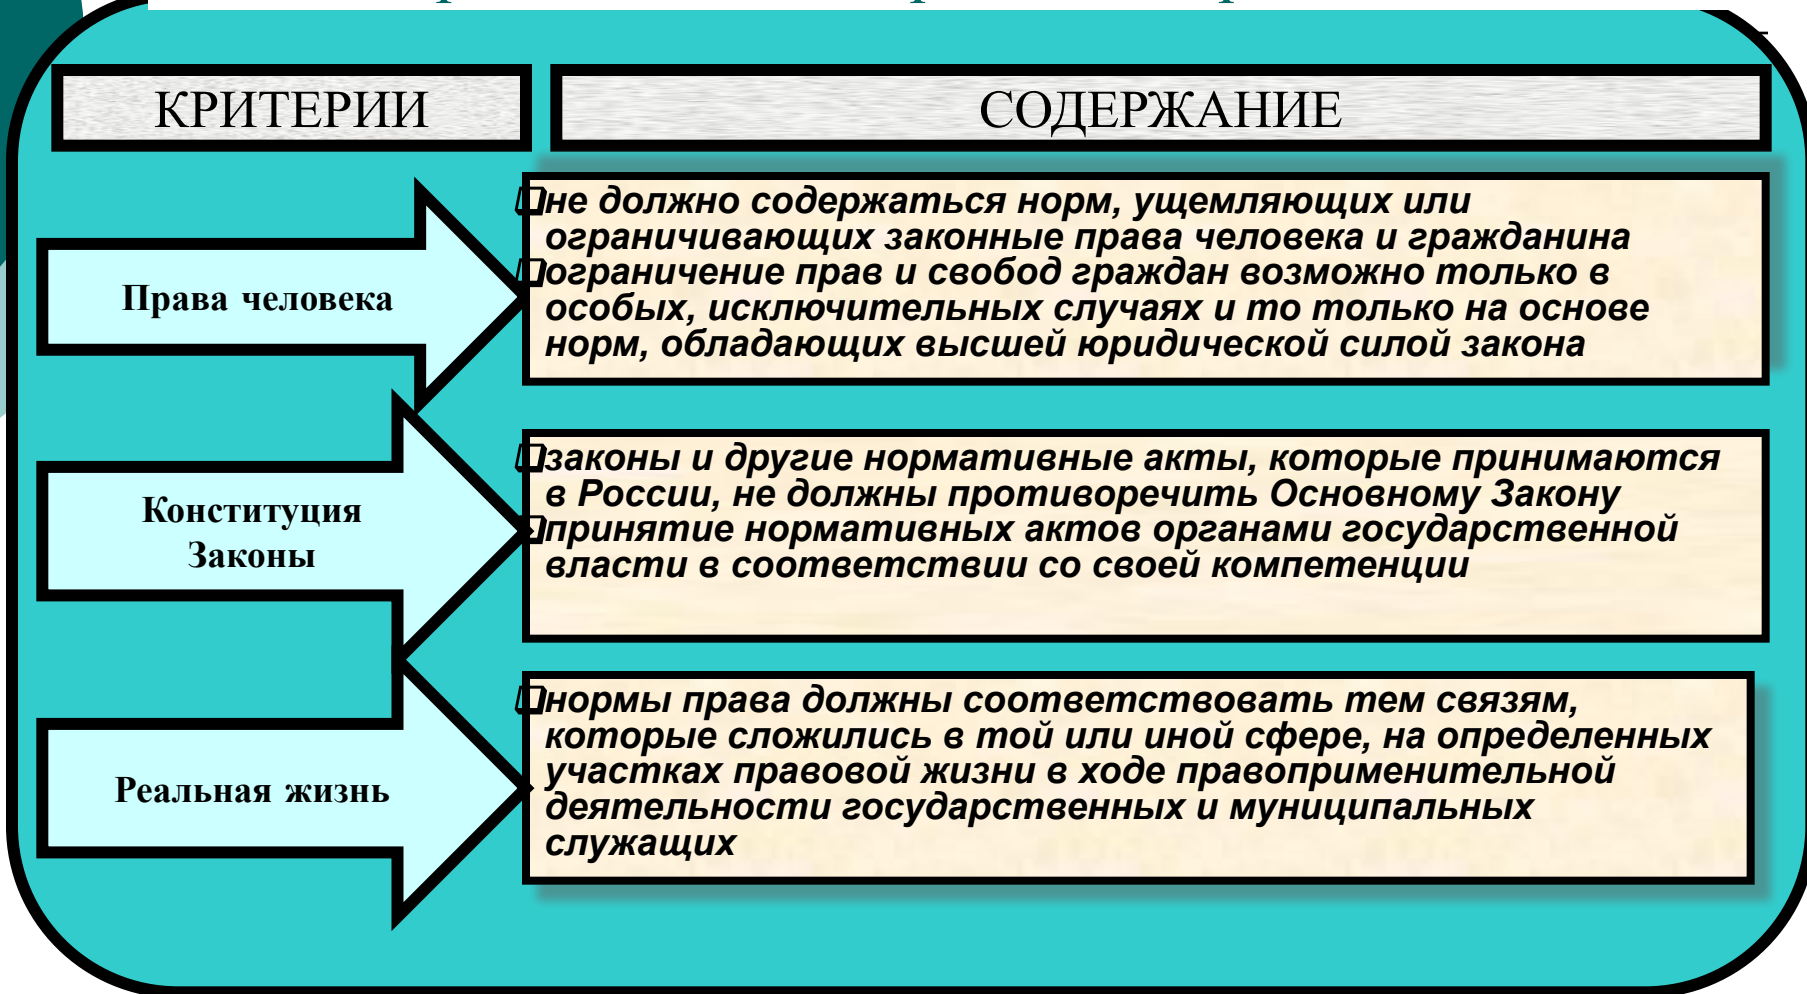 КРИТЕРИИ
СОДЕРЖАНИЕ
Права человека
не должно содержаться норм, ущемляющих или
ограничивающих законные права человека и гражданина
ограничение прав и свобод граждан возможно только в
особых, исключительных случаях и то только на основе
норм, обладающих высшей юридической силой закона
Конституция
Законы
законы и другие нормативные акты, которые принимаются
в России, не должны противоречить Основному Закону
принятие нормативных актов органами государственной
власти в соответствии со своей компетенции
Реальная жизнь
нормы права должны соответствовать тем связям,
которые сложились в той или иной сфере, на определенных
участках правовой жизни в ходе правоприменительной
деятельности государственных и муниципальных
служащих